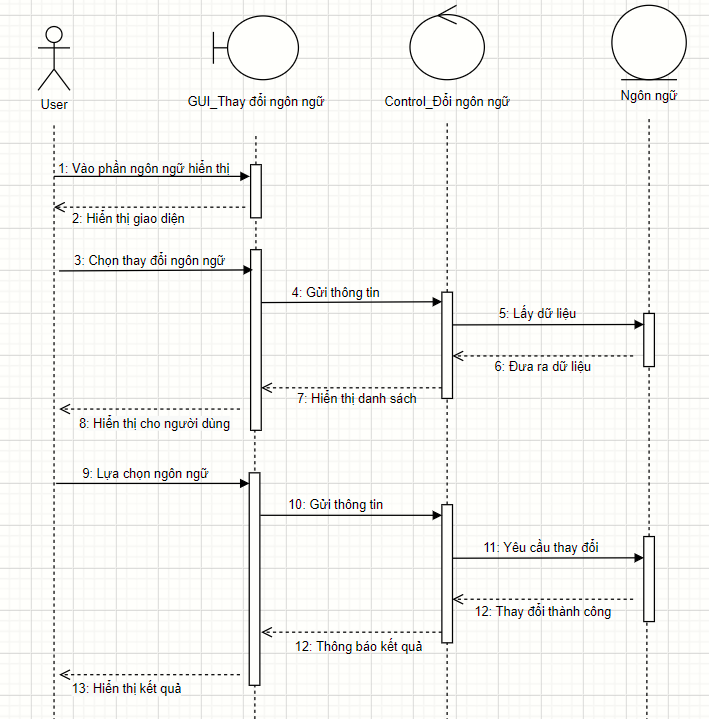 User
GUI_Thay đổi ngôn ngữ
Control_Đổi ngôn ngữ
Ngôn ngữ
1: Vào phần ngôn ngữ hiển thị
2: Hiển thị giao diện
3: Chọn thay đổi ngôn ngữ
4: Gửi thông tin
5: Lấy dữ liệu
6: Đưa ra dữ liệu
7: Hiển thị danh sách
8: Hiển thị cho người dùng
9: Lựa chọn ngôn ngữ
10: Gửi thông tin
11: Yêu cầu thay đổi
12: Thay đổi thành công
12: Thông báo kết quả
13: Hiển thị kết quả